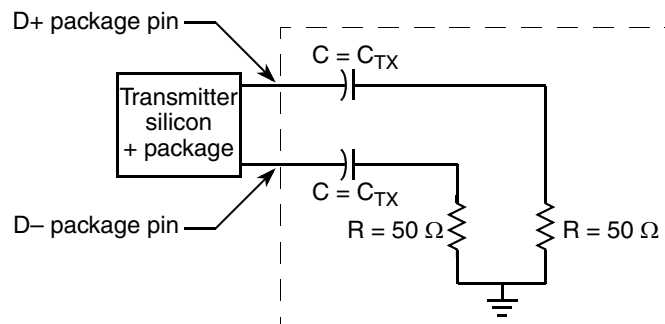 D+ package pin
C = CTX
Transmitter
silicon
+ package
C = CTX
D– package pin
R = 50 Ω
R = 50 Ω